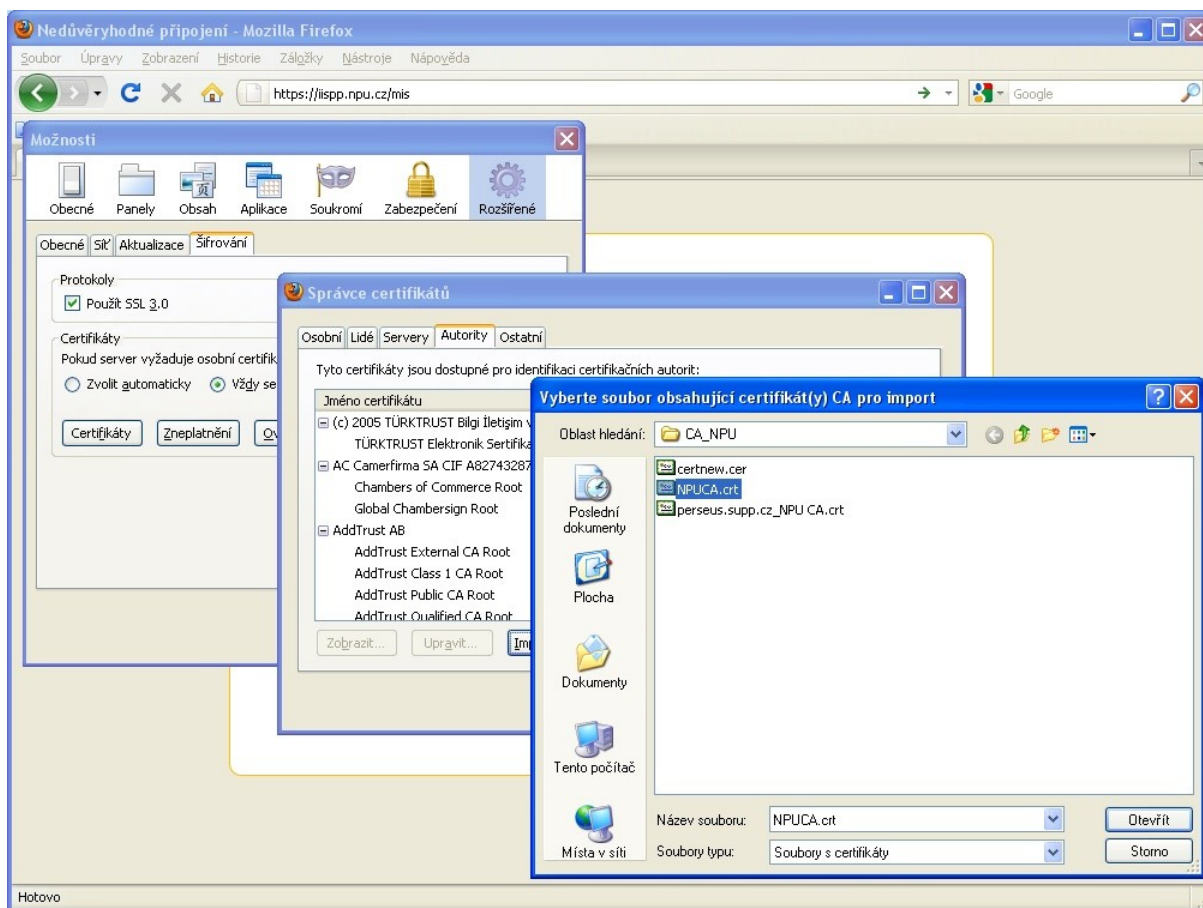 Nedůvěryhodné připojení - Mozilla Firefox
Soubor Úpravy Zobrazení Historie Záložky Nástroje Nápověda
https://iispp.npu.cz/mis
Google
Možnosti
Obecné Panely Obsah Aplikace Soukromí Zabezpečení Rozšířené
Obecné Síť Aktualizace Šifrování
Protokoly
Použít SSL 3.0
Certifikáty
Pokud server vyžaduje osobní certifik
Zvolit automaticky Vždy se
Certifikáty Zneplatnění Ov
Správce certifikátů
Osobní Lidé Servery Autority Ostatní
Tyto certifikáty jsou dostupné pro identifikaci certifikačních autorit:
Jméno certifikátu
(c) 2005 TÜRKTRUST Bilgi İletişim v
TÜRKTRUST Elektronik Sertifika
AC Camerfirma SA CIF A82743287
Chambers of Commerce Root
Global Chambersign Root
AddTrust AB
AddTrust External CA Root
AddTrust Class 1 CA Root
AddTrust Public CA Root
AddTrust Qualified CA Root
Zobrazit... Upravit... Im
Vyberte soubor obsahující certifikát(y) CA pro import
Oblast hledání: CA_NPU
Poslední dokumenty
Plocha
Dokumenty
Tento počítač
Místa v síti
certnew.cer
NPUCA.crt
perseus.supp.cz_NPU CA.crt
Název souboru: NPUCA.crt Otevřít
Soubory typu: Soubory s certifikáty Storno
Hotovo